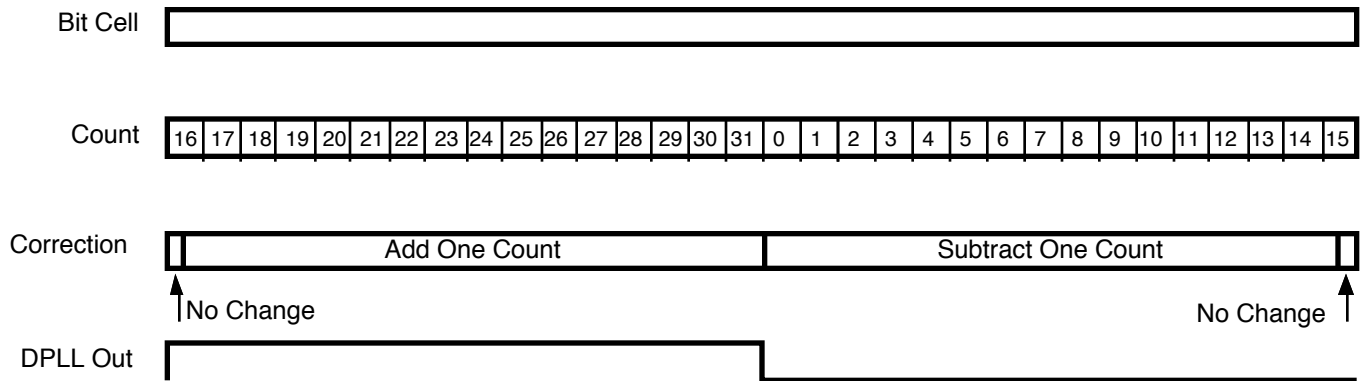 Bit Cell
Count 16 17 18 19 20 21 22 23 24 25 26 27 28 29 30 31 0 1 2 3 4 5 6 7 8 9 10 11 12 13 14 15
Correction Add One Count Subtract One Count
No Change No Change
DPLL Out